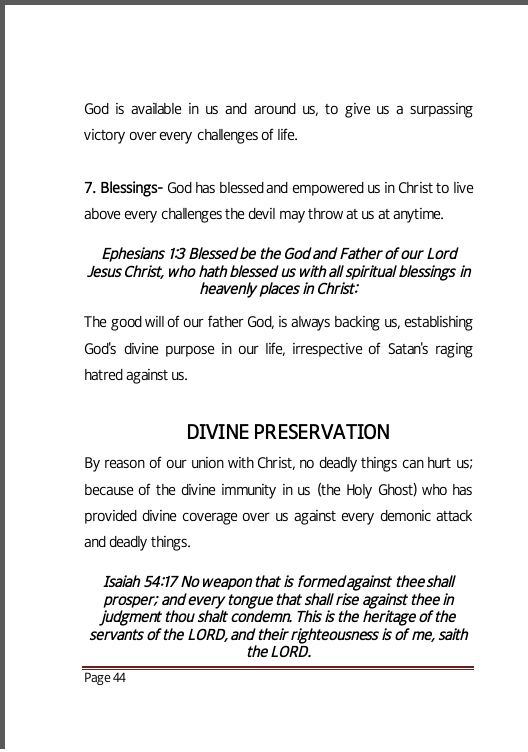 God is available in us and around us, to give us a surpassing
victory over every challenges of life.
7. Blessings- God has blessed and empowered us in Christ to live
above every challenges the devil may throw at us at anytime.
Ephesians 1:3 Blessed be the God and Father of our Lord
Jesus Christ, who hath blessed us with all spiritual blessings in
heavenly places in Christ:
The good will of our father God, is always backing us, establishing
God's divine purpose in our life, irrespective of Satan's raging
hatred against us.
DIVINE PRESERVATION
By reason of our union with Christ, no deadly things can hurt us;
because of the divine immunity in us (the Holy Ghost) who has
provided divine coverage over us against every demonic attack
and deadly things.
Isaiah 54:17 No weapon that is formed against thee shall
prosper; and every tongue that shall rise against thee in
judgment thou shalt condemn. This is the heritage of the
servants of the LORD, and their righteousness is of me, saith
the LORD.
Page 44